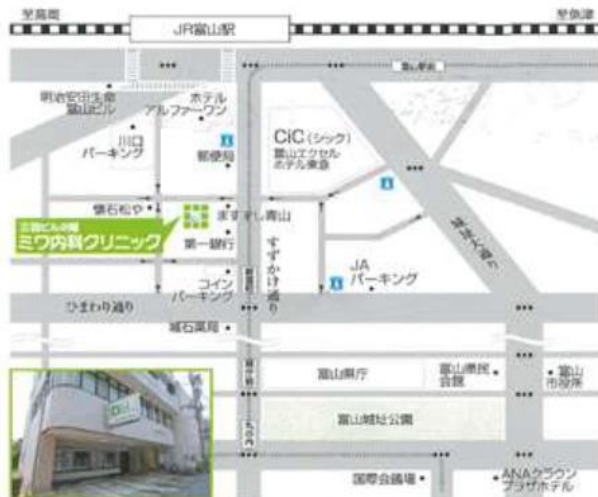 至高岡
至魚津
JR富山駅
富山駅前
明治安田生命
富山ビル
ホテル
アルファーワン
川口
パーキング
郵便局
CiC（シック）
富山エクセル
ホテル東急
懐石松や
ますずし青山
ミワ内科クリニック
第一銀行
すずかけ通り
城址大通り
JA
パーキング
コイン
パーキング
ひまわり通り
城石薬局
富山県庁
富山県民
会館
富山
市役所
富山城址公園
国際会議場
ANAクラウン
プラザホテル